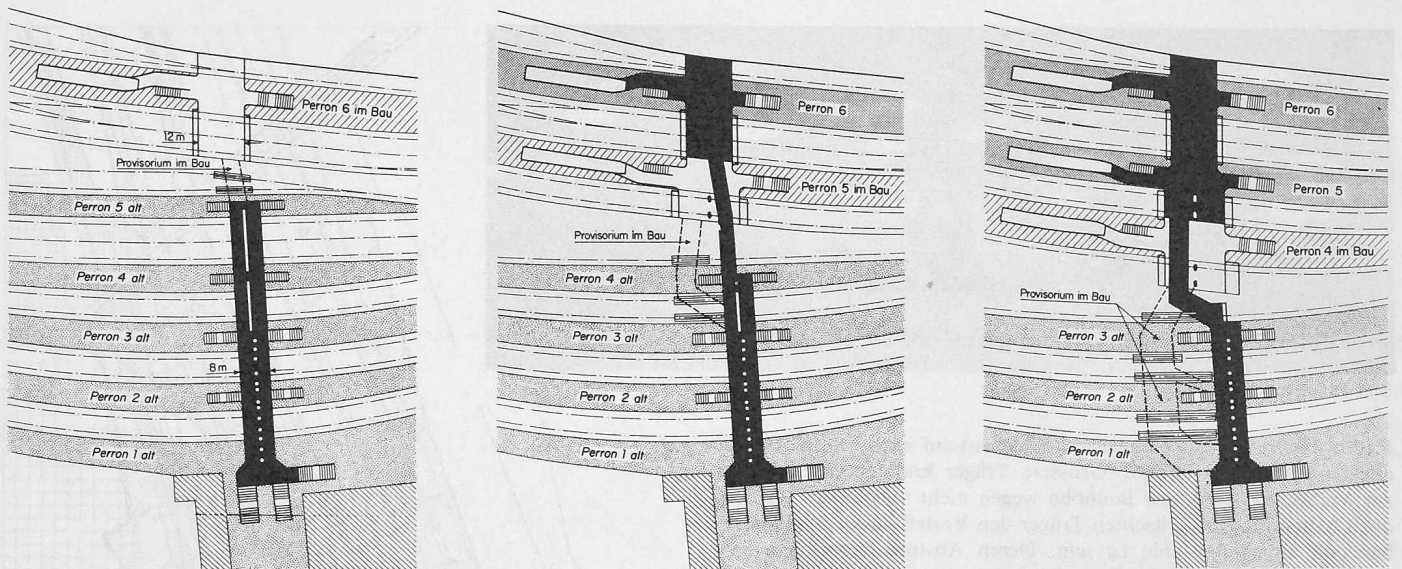 Perron 6 im Bau
12 m
Provisorium im Bau
Perron 5 alt
Perron 4 alt
Perron 3 alt
8 m
Perron 2 alt
Perron 1 alt
Perron 6
Perron 5 im Bau
Provisorium im Bau
Perron 4 alt
Perron 3 alt
Perron 2 alt
Perron 1 alt
Perron 6
Perron 5
Perron 4 im Bau
Provisorium im Bau
Perron 3 alt
Perron 2 alt
Perron 1 alt